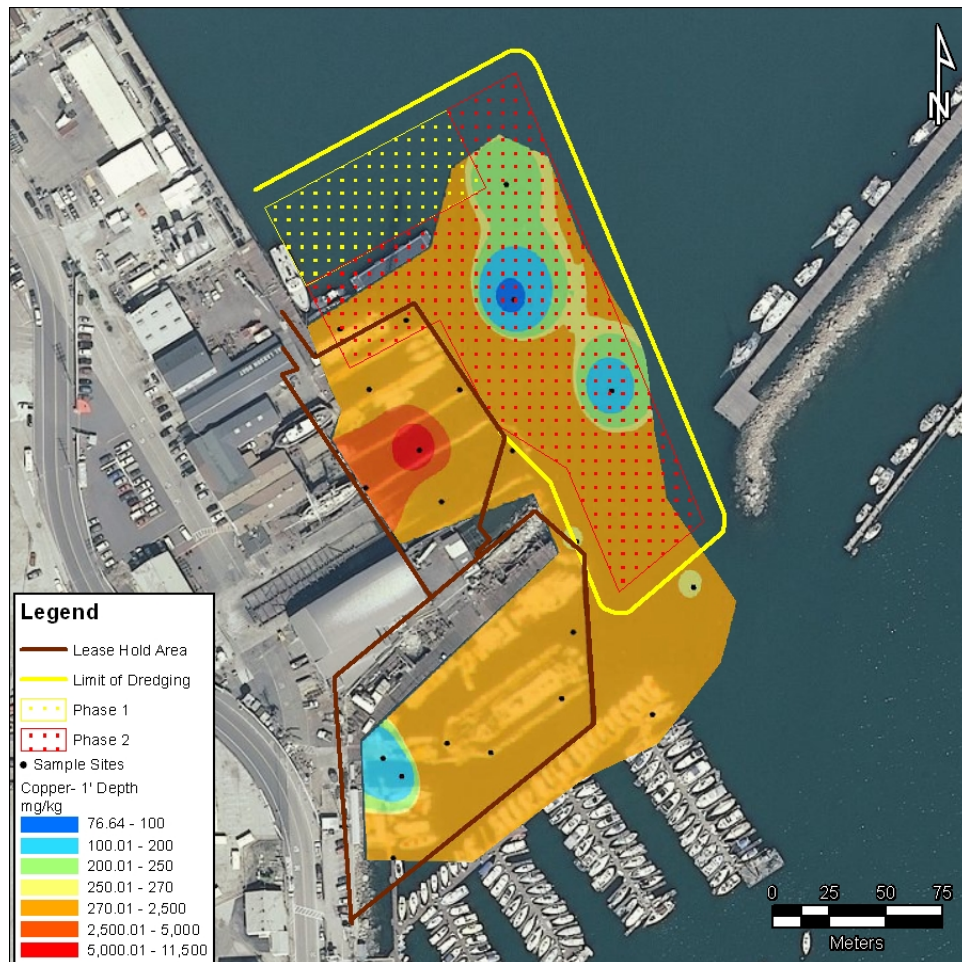 N
Legend
Lease Hold Area
Limit of Dredging
Phase 1
Phase 2
Sample Sites
Copper- 1' Depth
mg/kg
76.64 - 100
100.01 - 200
200.01 - 250
250.01 - 270
270.01 - 2,500
2,500.01 - 5,000
5,000.01 - 11,500
0 25 50 75
Meters